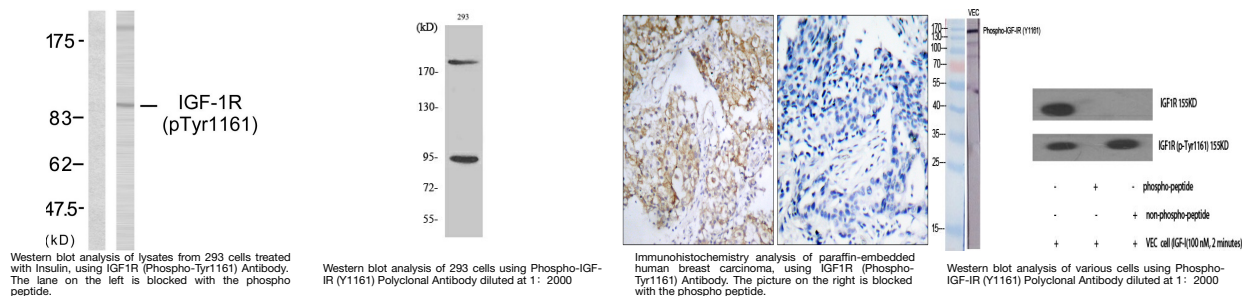 175-
83-
62-
47.5-
(kD)
IGF-1R
(pTyr1161)
Western blot analysis of lysates from 293 cells treated
with Insulin, using IGF1R (Phospho-Tyr1161) Antibody.
The lane on the left is blocked with the phospho
peptide.
293
(kD)
170-
130-
95-
72-
55-
Western blot analysis of 293 cells using Phospho-IGF-
IR (Y1161) Polyclonal Antibody diluted at 1: 2000
Immunohistochemistry analysis of paraffin-embedded
human breast carcinoma, using IGF1R (Phospho-
Tyr1161) Antibody. The picture on the right is blocked
with the phospho peptide.
VEC
170-
130-
100-
70-
55-
40-
35-
25-
15-
Phospho-IGF-IR (Y1161)
IGF1R 155KD
IGF1R (p-Tyr1161) 155KD
- + - phospho-peptide
- - + non-phospho-peptide
+ + + VEC cell (IGF-I(100 nM, 2 minutes)
Western blot analysis of various cells using Phospho-
IGF-IR (Y1161) Polyclonal Antibody diluted at 1: 2000